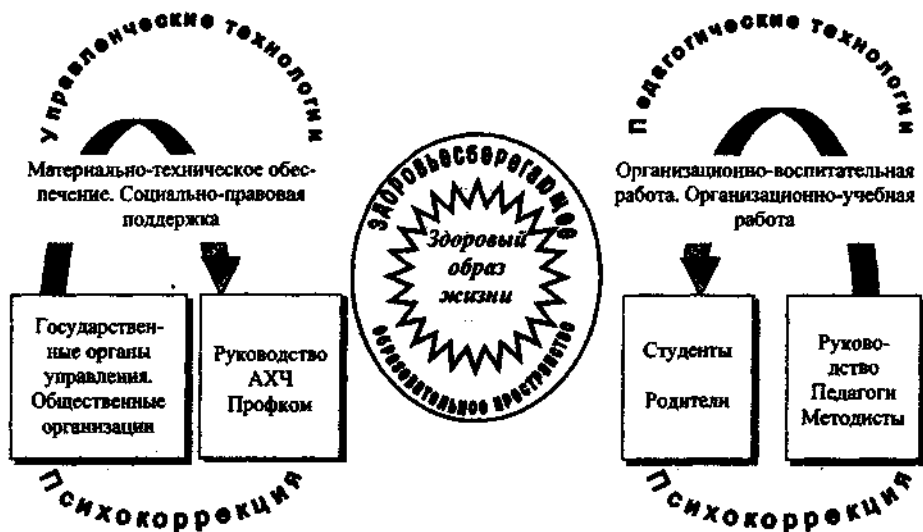 Управленческие технологии
Материально-техническое обес-
печение. Социально-правовая
поддержка
Государствен-
ные органы
управления.
Общественные
организации
Руководство
АХЧ
Профком
Психокоррекция
Здоровьесберегающее
Здоровый
образ
жизни
образовательное пространство
Педагогические технологии
Организационно-воспитательная
работа. Организационно-учебная
работа
Студенты
Родители
Руково-
дство
Педагоги
Методисты
Психокоррекция